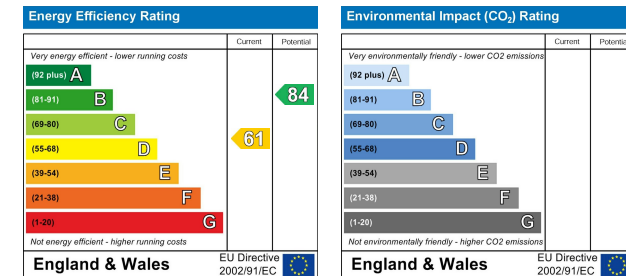 Energy Efficiency Rating
Current Potential
Very energy efficient - lower running costs
(92 plus) A
(81-91) B
84
(69-80) C
61
(55-68) D
(39-54) E
(21-38) F
(1-20) G
Not energy efficient - higher running costs
England & Wales
EU Directive
2002/91/EC
Environmental Impact (CO₂) Rating
Current Potential
Very environmentally friendly - lower CO2 emissions
(92 plus) A
(81-91) B
(69-80) C
(55-68) D
(39-54) E
(21-38) F
(1-20) G
Not environmentally friendly - higher CO2 emissions
England & Wales
EU Directive
2002/91/EC